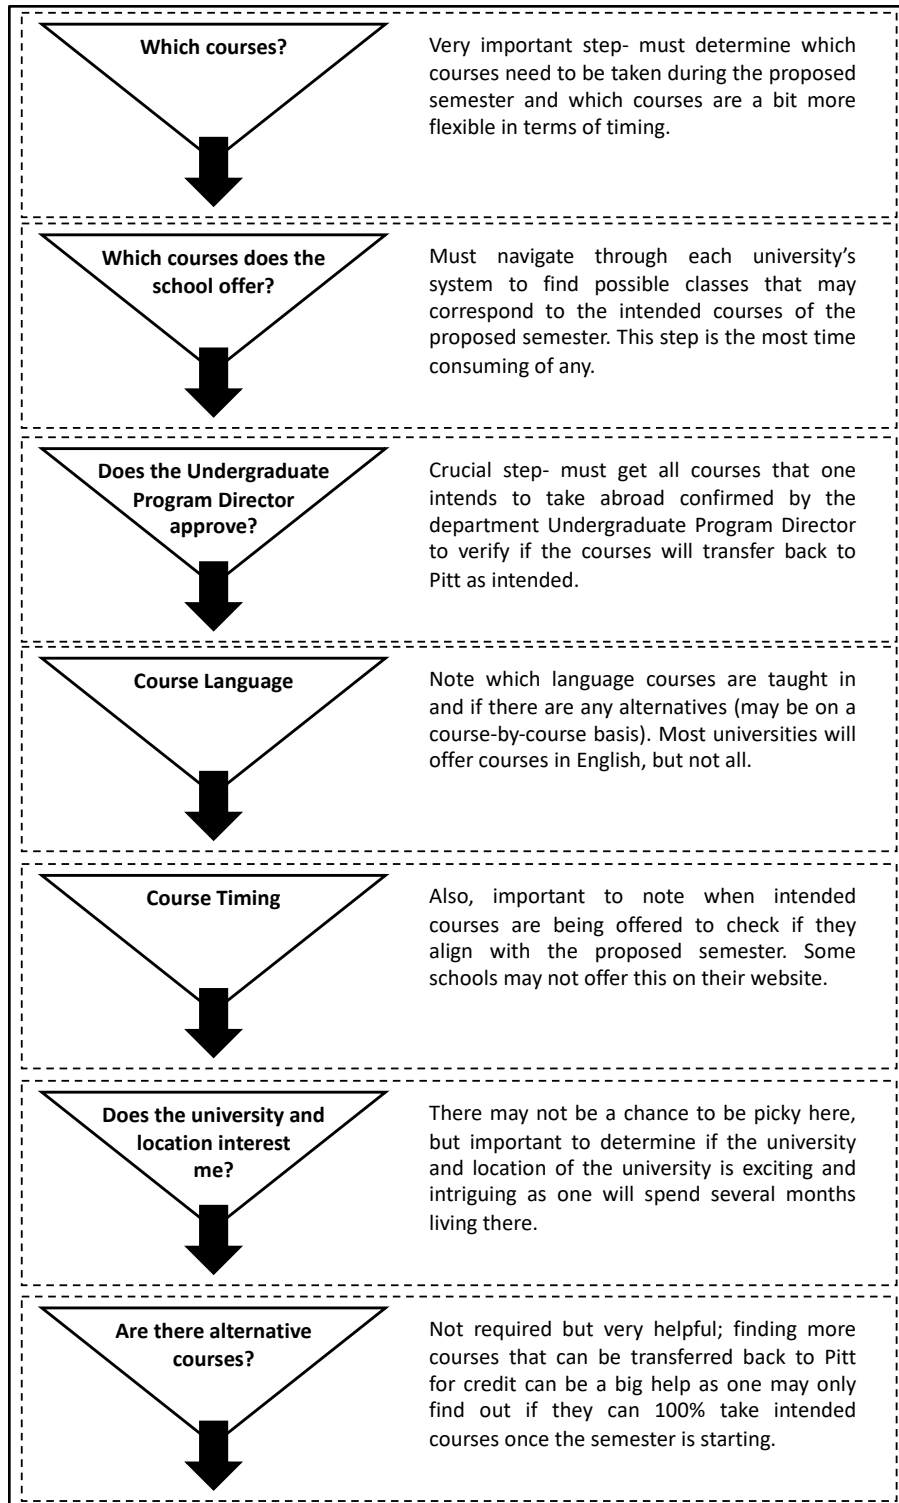 Which courses?
Very important step- must determine which
courses need to be taken during the proposed
semester and which courses are a bit more
flexible in terms of timing.
Which courses does the
school offer?
Must navigate through each university's
system to find possible classes that may
correspond to the intended courses of the
proposed semester. This step is the most time
consuming of any.
Does the Undergraduate
Program Director
approve?
Crucial step- must get all courses that one
intends to take abroad confirmed by the
department Undergraduate Program Director
to verify if the courses will transfer back to
Pitt as intended.
Course Language
Note which language courses are taught in
and if there are any alternatives (may be on a
course-by-course basis). Most universities will
offer courses in English, but not all.
Course Timing
Also, important to note when intended
courses are being offered to check if they
align with the proposed semester. Some
schools may not offer this on their website.
Does the university and
location interest
me?
There may not be a chance to be picky here,
but important to determine if the university
and location of the university is exciting and
intriguing as one will spend several months
living there.
Are there alternative
courses?
Not required but very helpful; finding more
courses that can be transferred back to Pitt
for credit can be a big help as one may only
find out if they can 100% take intended
courses once the semester is starting.